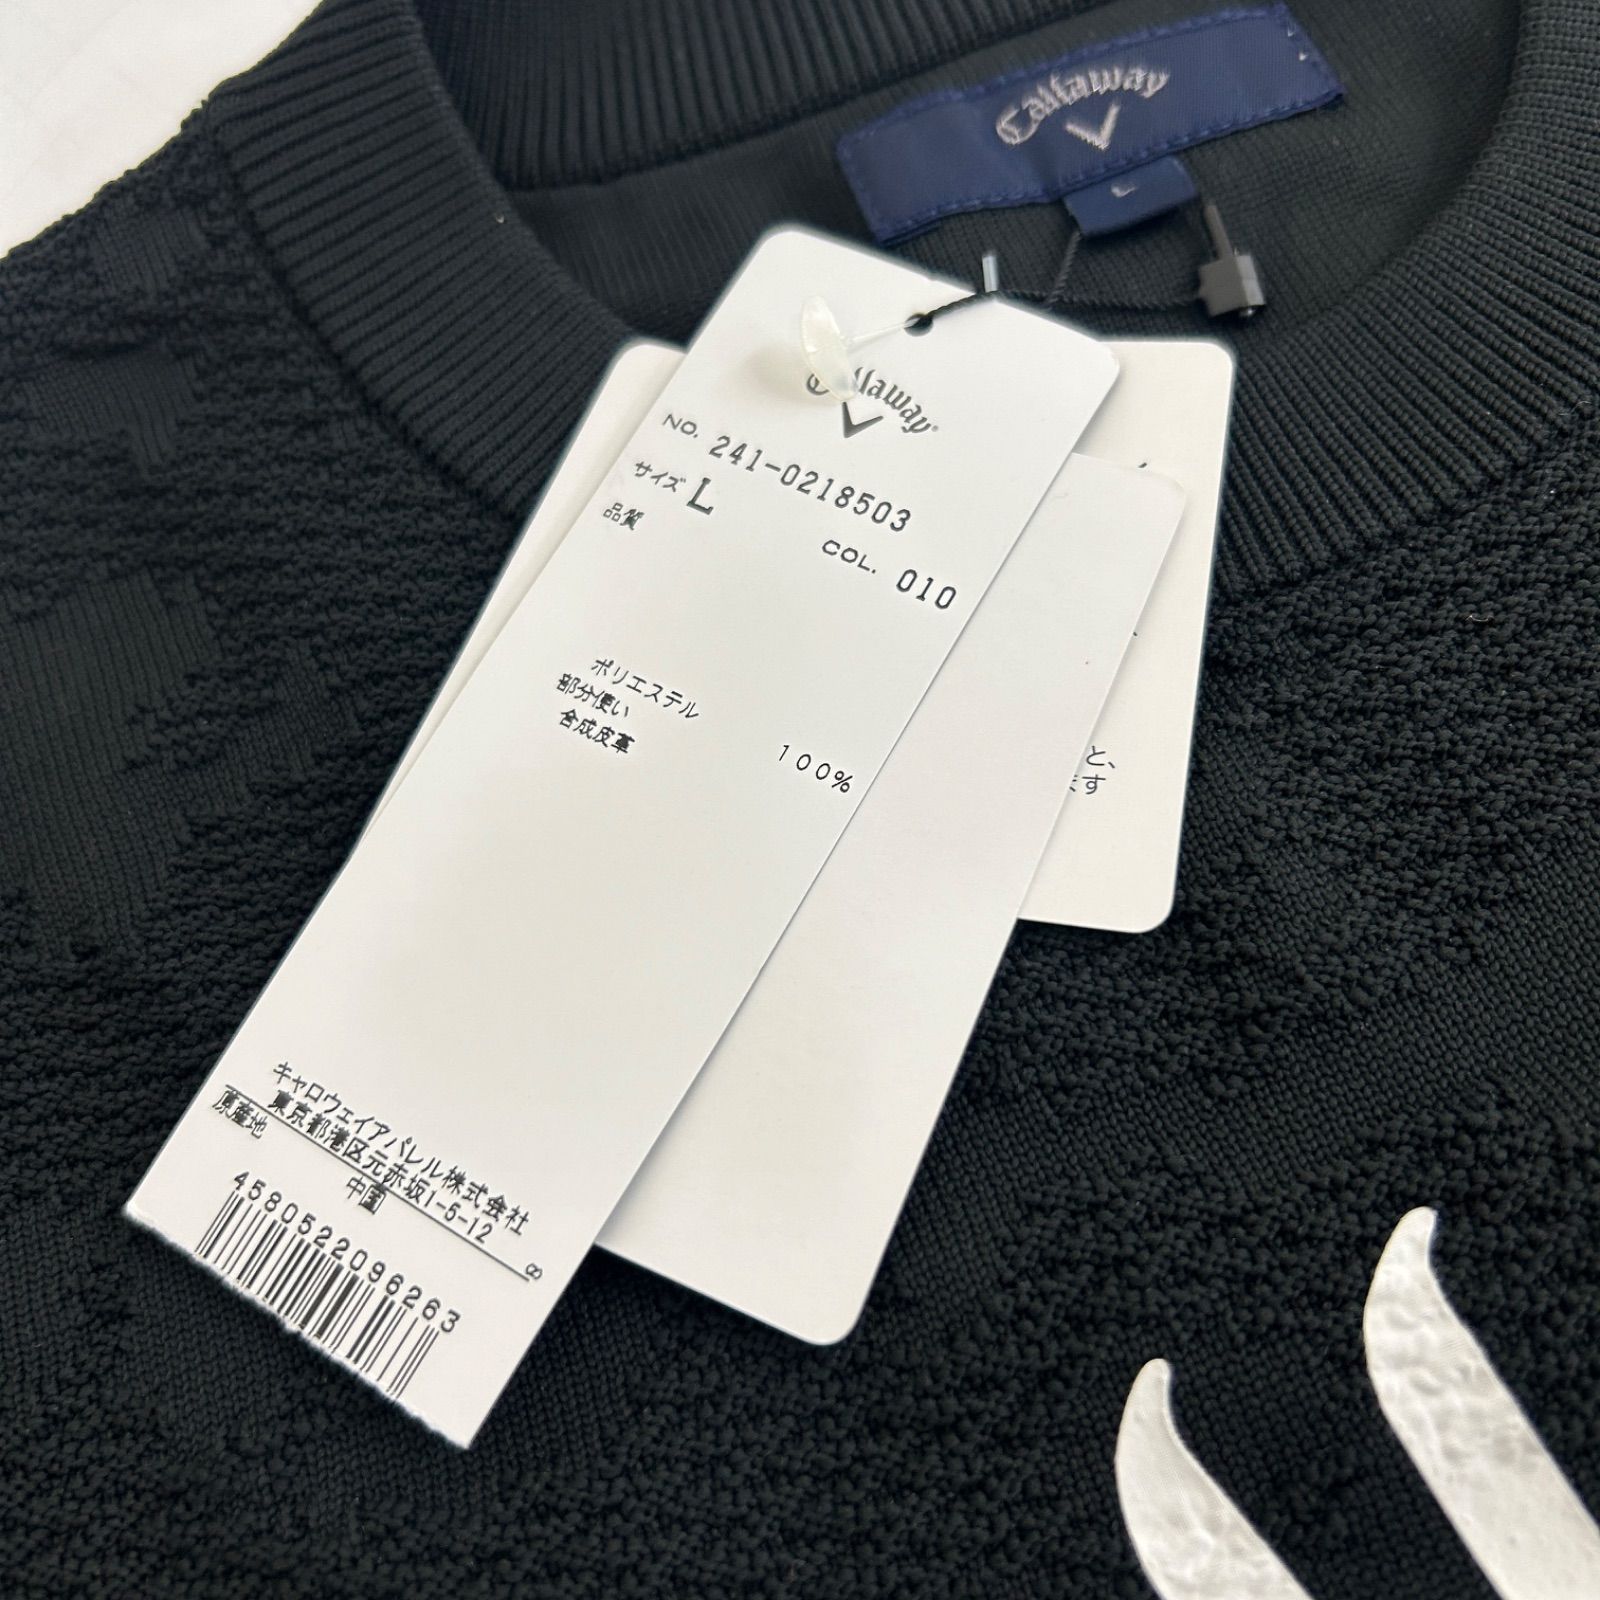 Callaway
L
Callaway
NO. 241-0218503
サイズ L
COL. 010
品質
ポリエステル 100%
部分使い
合成皮革
と、
ます
キャロウェイアパレル株式会社
東京都港区元赤坂1-5-12
原産地 中国 8
4580522096263